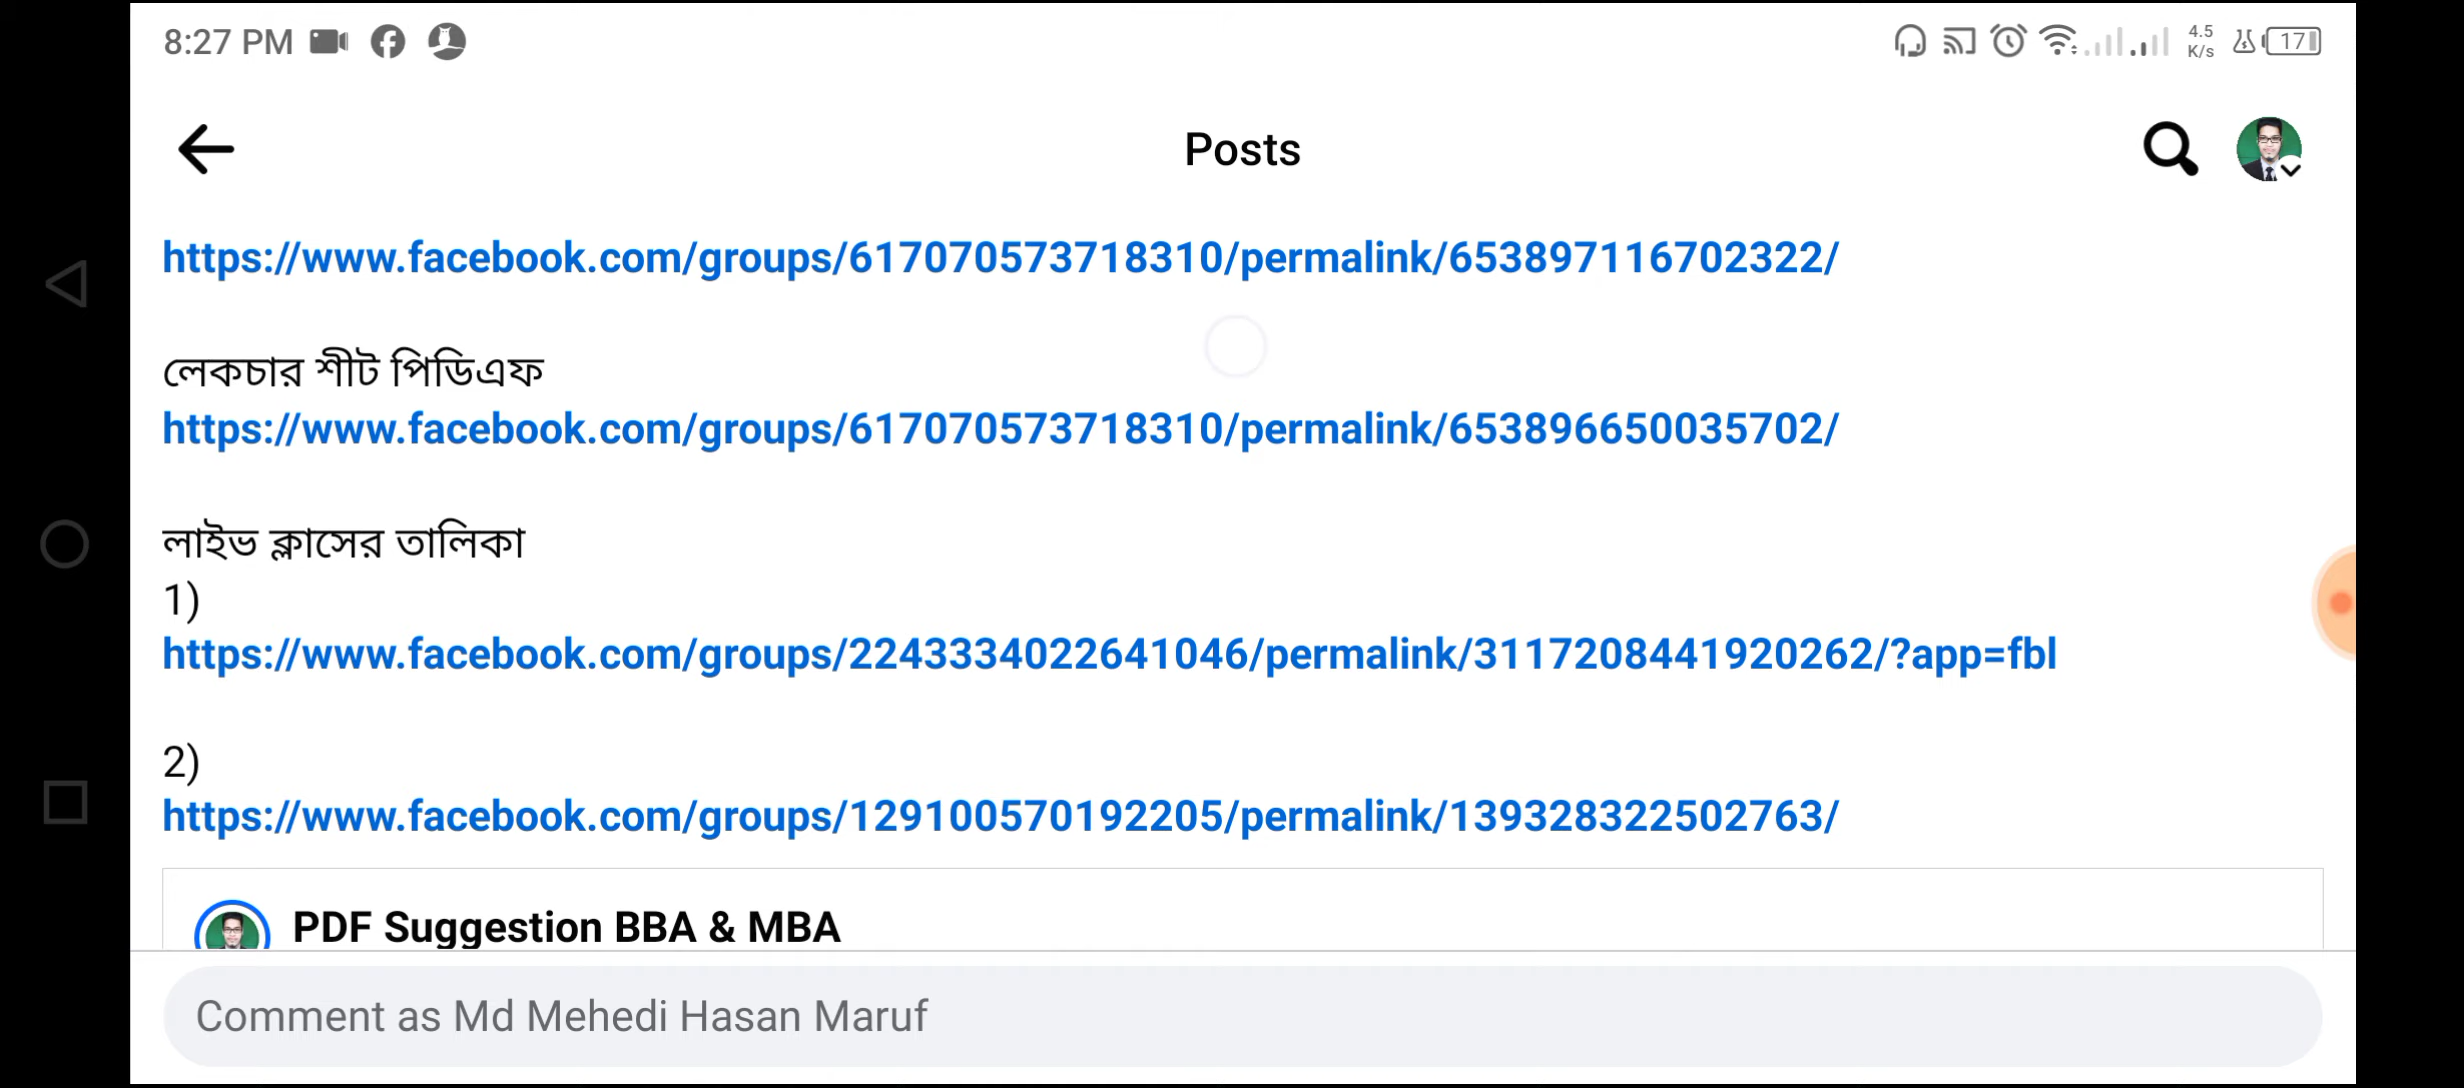 8:27 PM
4.5
K/s
17
Posts
https://www.facebook.com/groups/617070573718310/permalink/653897116702322/
লেকচার শীট পিডিএফ
https://www.facebook.com/groups/617070573718310/permalink/653896650035702/
লাইভ ক্লাসের তালিকা
1)
https://www.facebook.com/groups/2243334022641046/permalink/3117208441920262/?app=fbl
2)
https://www.facebook.com/groups/129100570192205/permalink/139328322502763/
PDF Suggestion BBA & MBA
Comment as Md Mehedi Hasan Maruf